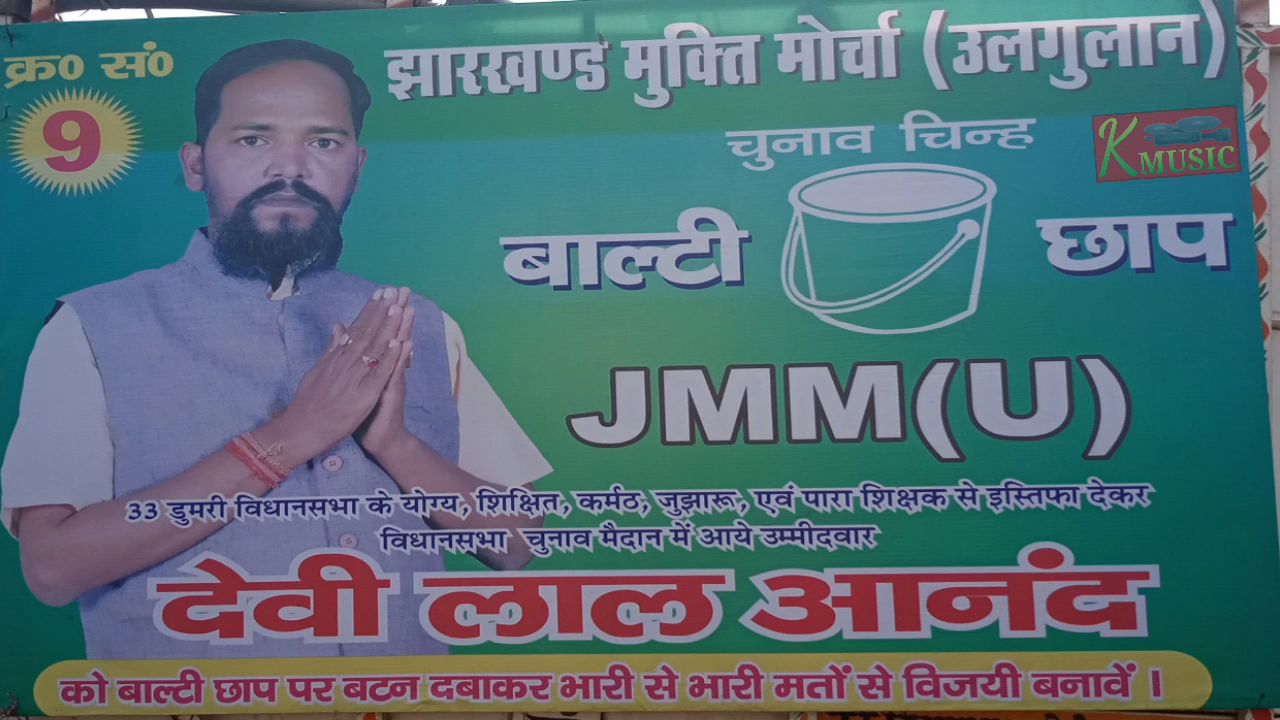 क्र० सं०
9
झारखण्ड मुक्ति मोर्चा (उलगुलान)
चुनाव चिन्ह
K MUSIC
बाल्टी छाप
JMM(U)
33 डुमरी विधानसभा के योग्य, शिक्षित, कर्मठ, जुझारू, एवं पारा शिक्षक से इस्तिफा देकर
विधानसभा चुनाव मैदान में आये उम्मीदवार
देवी लाल आनंद
को बाल्टी छाप पर बटन दबाकर भारी से भारी मतों से विजयी बनावें ।